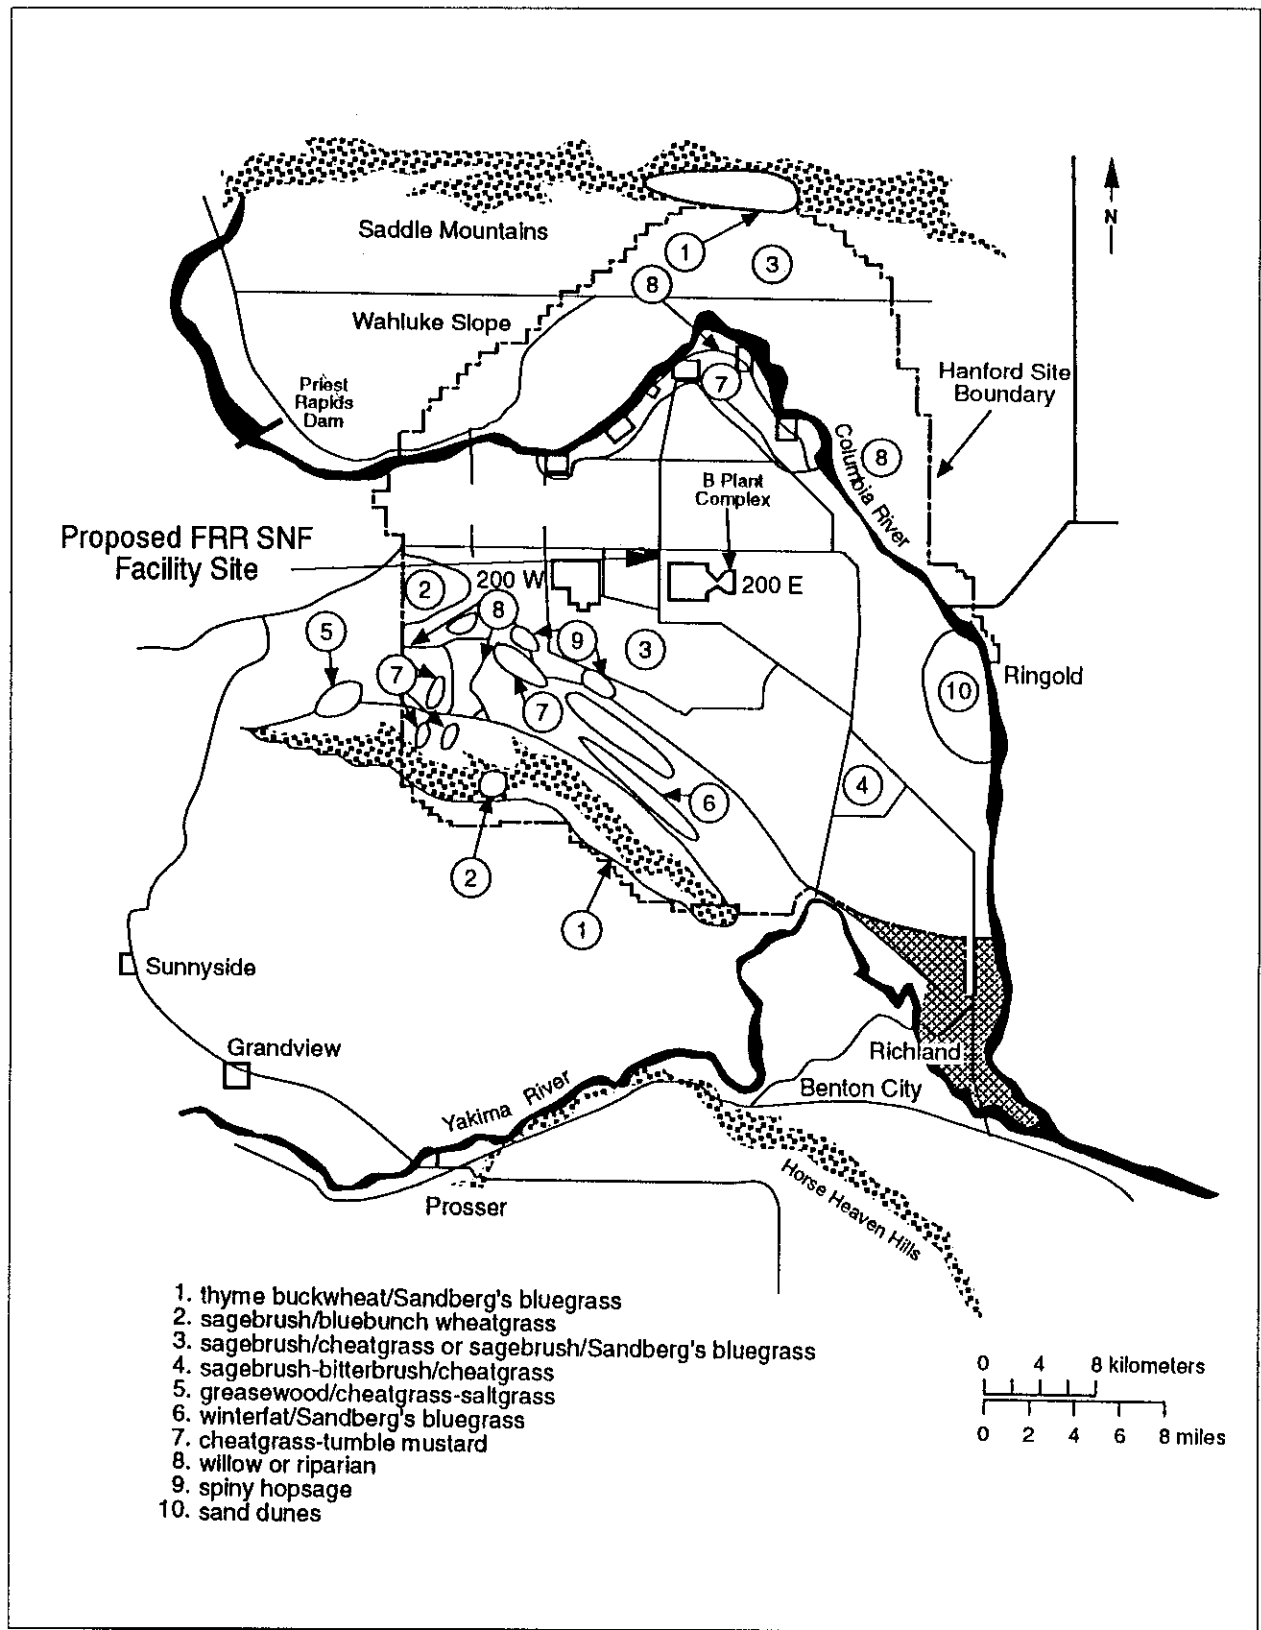 N
Saddle Mountains
1
3
8
Wahluke Slope
Hanford Site
Boundary
Priest
Rapids
Dam
7
Columbia River
8
B Plant
Complex
Proposed FRR SNF
Facility Site
2
200 W
200 E
8
5
9
3
7
Ringold
10
7
4
6
2
1
Sunnyside
Richland
Grandview
Benton City
Yakima River
Prosser
Horse Heaven Hills
1. thyme buckwheat/Sandberg's bluegrass
2. sagebrush/bluebunch wheatgrass
3. sagebrush/cheatgrass or sagebrush/Sandberg's bluegrass
4. sagebrush-bitterbrush/cheatgrass
5. greasewood/cheatgrass-saltgrass
6. winterfat/Sandberg's bluegrass
7. cheatgrass-tumble mustard
8. willow or riparian
9. spiny hopsage
10. sand dunes
0 4 8 kilometers
0 2 4 6 8 miles